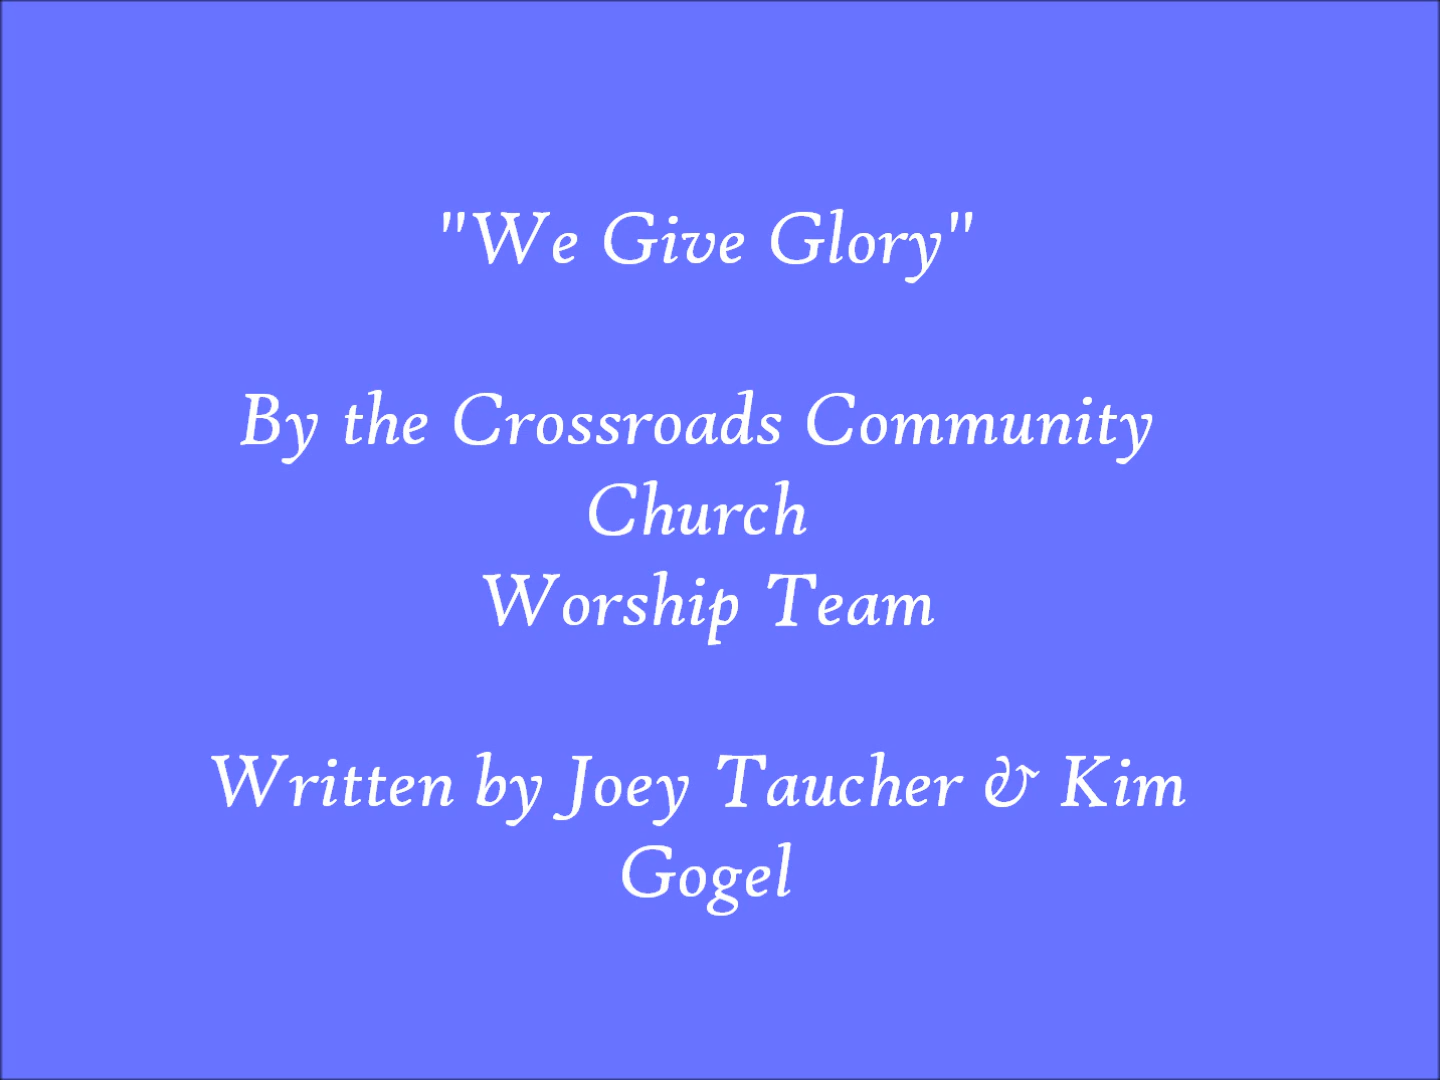 "We Give Glory"
By the Crossroads Community
Church
Worship Team
Written by Joey Taucher & Kim
Gogel